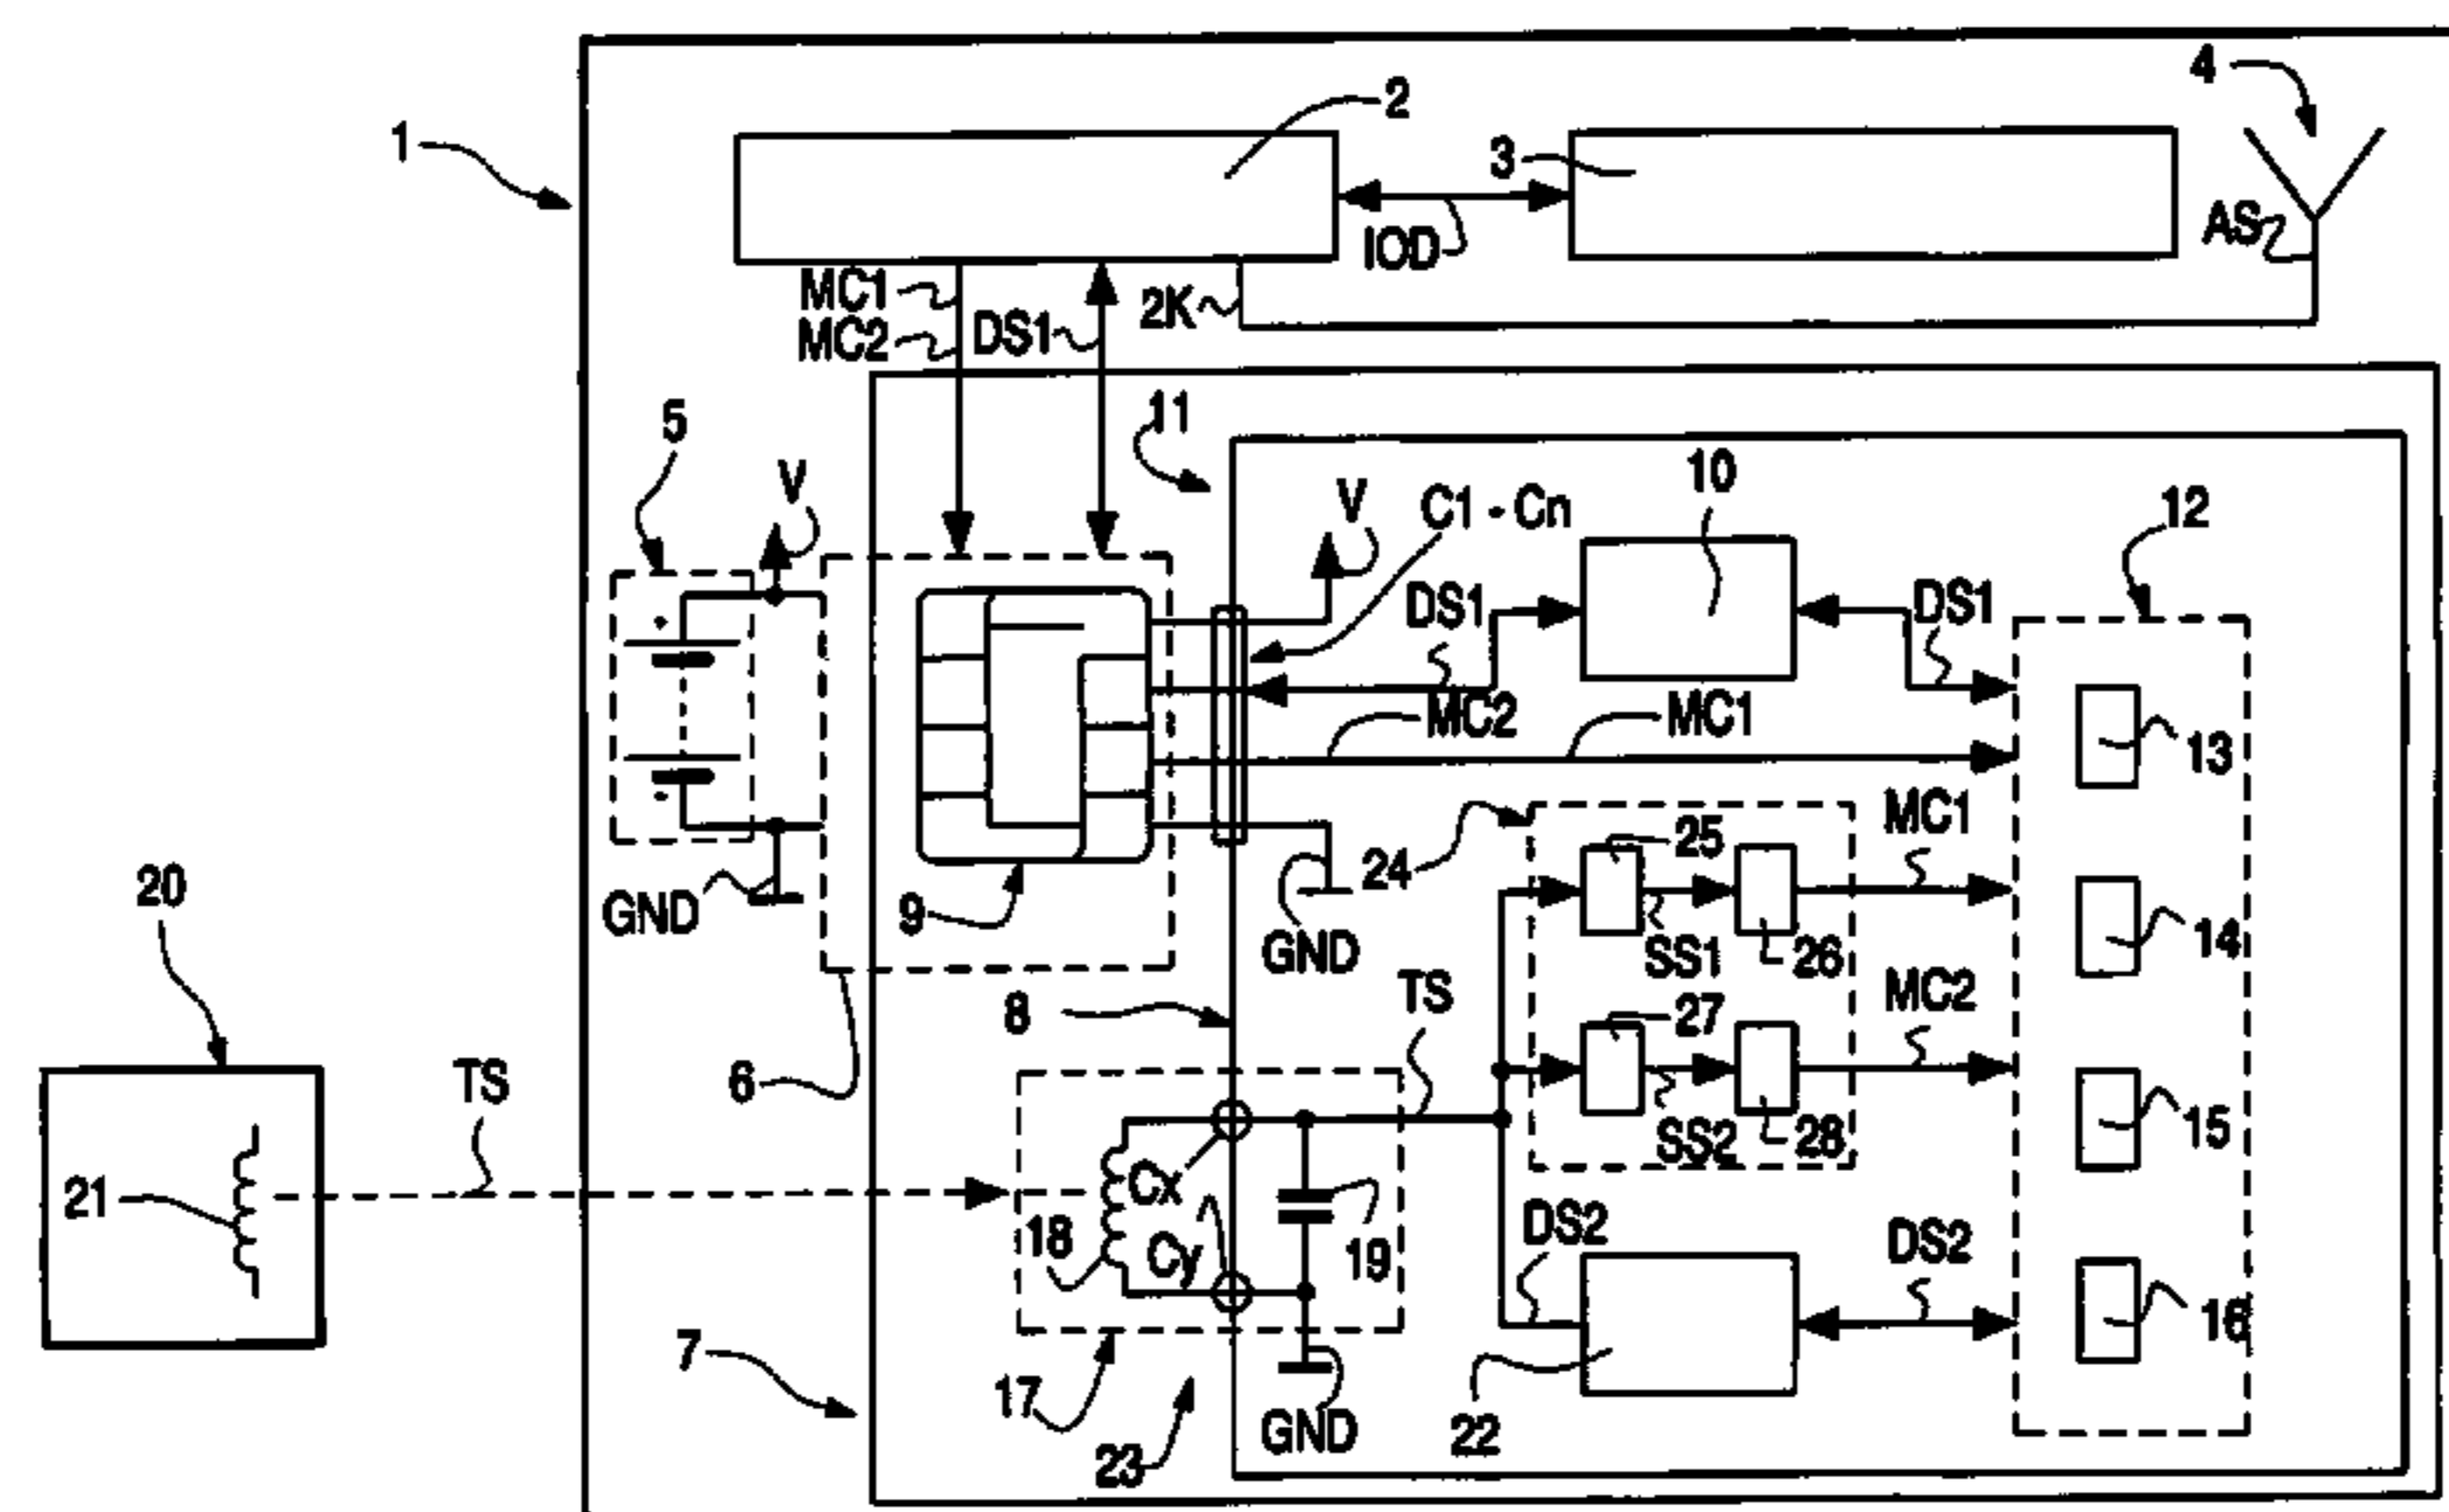 4
2
1
3
AS
IOD
MC1
2K
MC2
DS1
11
5
V
V
C1 - Cn
10
12
DS1
DS1
MC2
MC1
13
25
MC1
24
20
GND
9
14
GND
SS1
26
TS
MC2
8
27
6
TS
15
SS2
28
Cx
21
DS2
18
Cy
19
DS2
16
7
17
GND
22
23